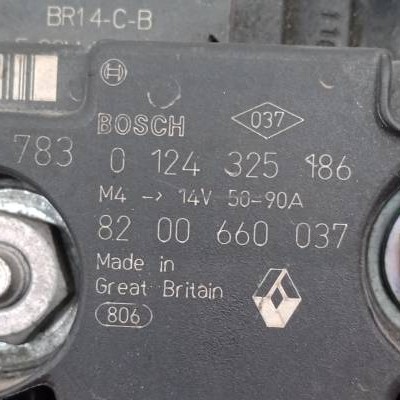 BR14-C-B
BOSCH 037
783 0 124 325 186
M4 -> 14V 50-90A
82 00 660 037
Made in
Great Britain
806